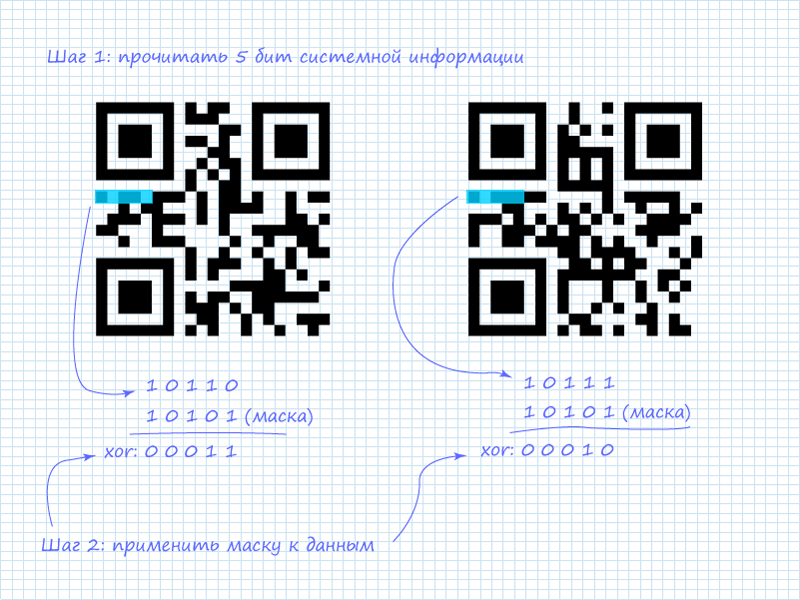 Шаг 1: прочитать 5 бит системной информации
1 0 1 1 0
1 0 1 0 1 (маска)
xor: 0 0 0 1 1
1 0 1 1 1
1 0 1 0 1 (маска)
xor: 0 0 0 1 0
Шаг 2: применить маску к данным